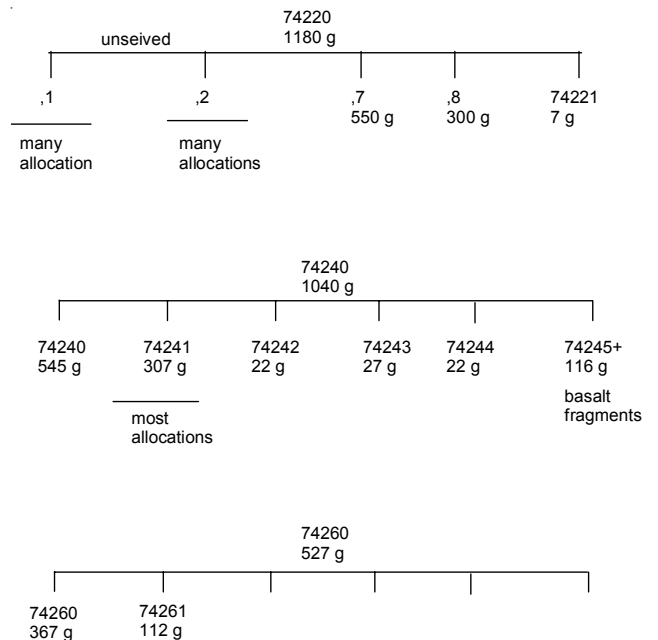 74220
unseived
1180 g
,1
,2
,7
,8
74221
550 g
300 g
7 g
many
allocation
many
allocations
74240
1040 g
74240
74241
74242
74243
74244
74245+
545 g
307 g
22 g
27 g
22 g
116 g
basalt
fragments
most
allocations
74260
527 g
74260
74261
367 g
112 g